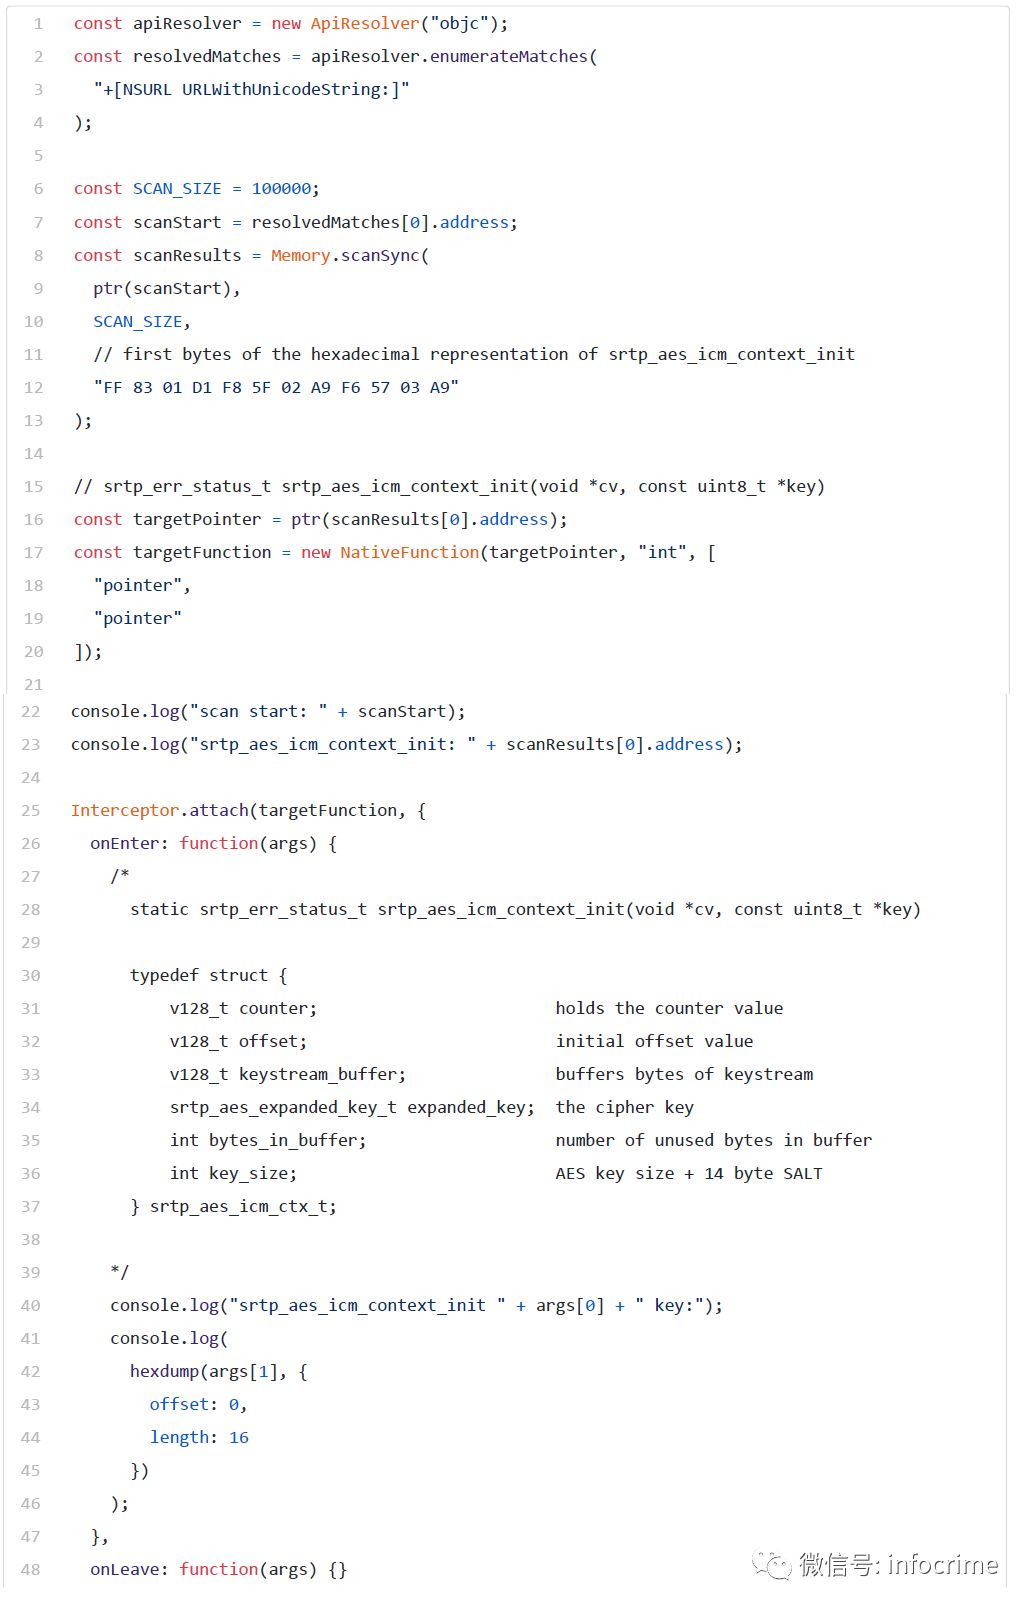 1 const apiResolver = new ApiResolver("objc");
2 const resolvedMatches = apiResolver.enumerateMatches(
3   "+[NSURL URLWithUnicodeString:]"
4 );
5
6 const SCAN_SIZE = 100000;
7 const scanStart = resolvedMatches[0].address;
8 const scanResults = Memory.scanSync(
9   ptr(scanStart),
10   SCAN_SIZE,
11   // first bytes of the hexadecimal representation of srtp_aes_icm_context_init
12   "FF 83 01 D1 F8 5F 02 A9 F6 57 03 A9"
13 );
14
15 // srtp_err_status_t srtp_aes_icm_context_init(void *cv, const uint8_t *key)
16 const targetPointer = ptr(scanResults[0].address);
17 const targetFunction = new NativeFunction(targetPointer, "int", [
18   "pointer",
19   "pointer"
20 ]);
21
22 console.log("scan start: " + scanStart);
23 console.log("srtp_aes_icm_context_init: " + scanResults[0].address);
24
25 Interceptor.attach(targetFunction, {
26   onEnter: function(args) {
27     /*
28       static srtp_err_status_t srtp_aes_icm_context_init(void *cv, const uint8_t *key)
29
30       typedef struct {
31           v128_t counter;                        holds the counter value
32           v128_t offset;                         initial offset value
33           v128_t keystream_buffer;               buffers bytes of keystream
34           srtp_aes_expanded_key_t expanded_key;  the cipher key
35           int bytes_in_buffer;                   number of unused bytes in buffer
36           int key_size;                          AES key size + 14 byte SALT
37       } srtp_aes_icm_ctx_t;
38
39     */
40     console.log("srtp_aes_icm_context_init " + args[0] + " key:");
41     console.log(
42       hexdump(args[1], {
43         offset: 0,
44         length: 16
45       })
46     );
47   },
48   onLeave: function(args) {}
微信号: infocrime